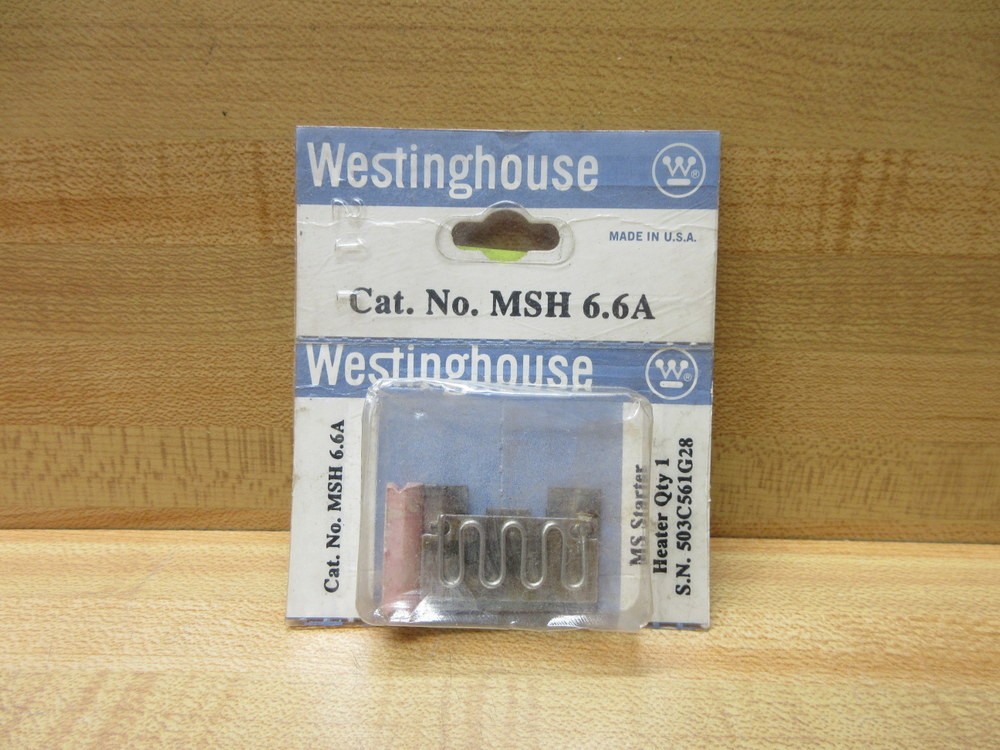 Westinghouse
W®
MADE IN U.S.A.
Cat. No. MSH 6.6A
Westinghouse
W®
Cat. No. MSH 6.6A
MS Starter
Heater Qty 1
S.N. 503C561G28